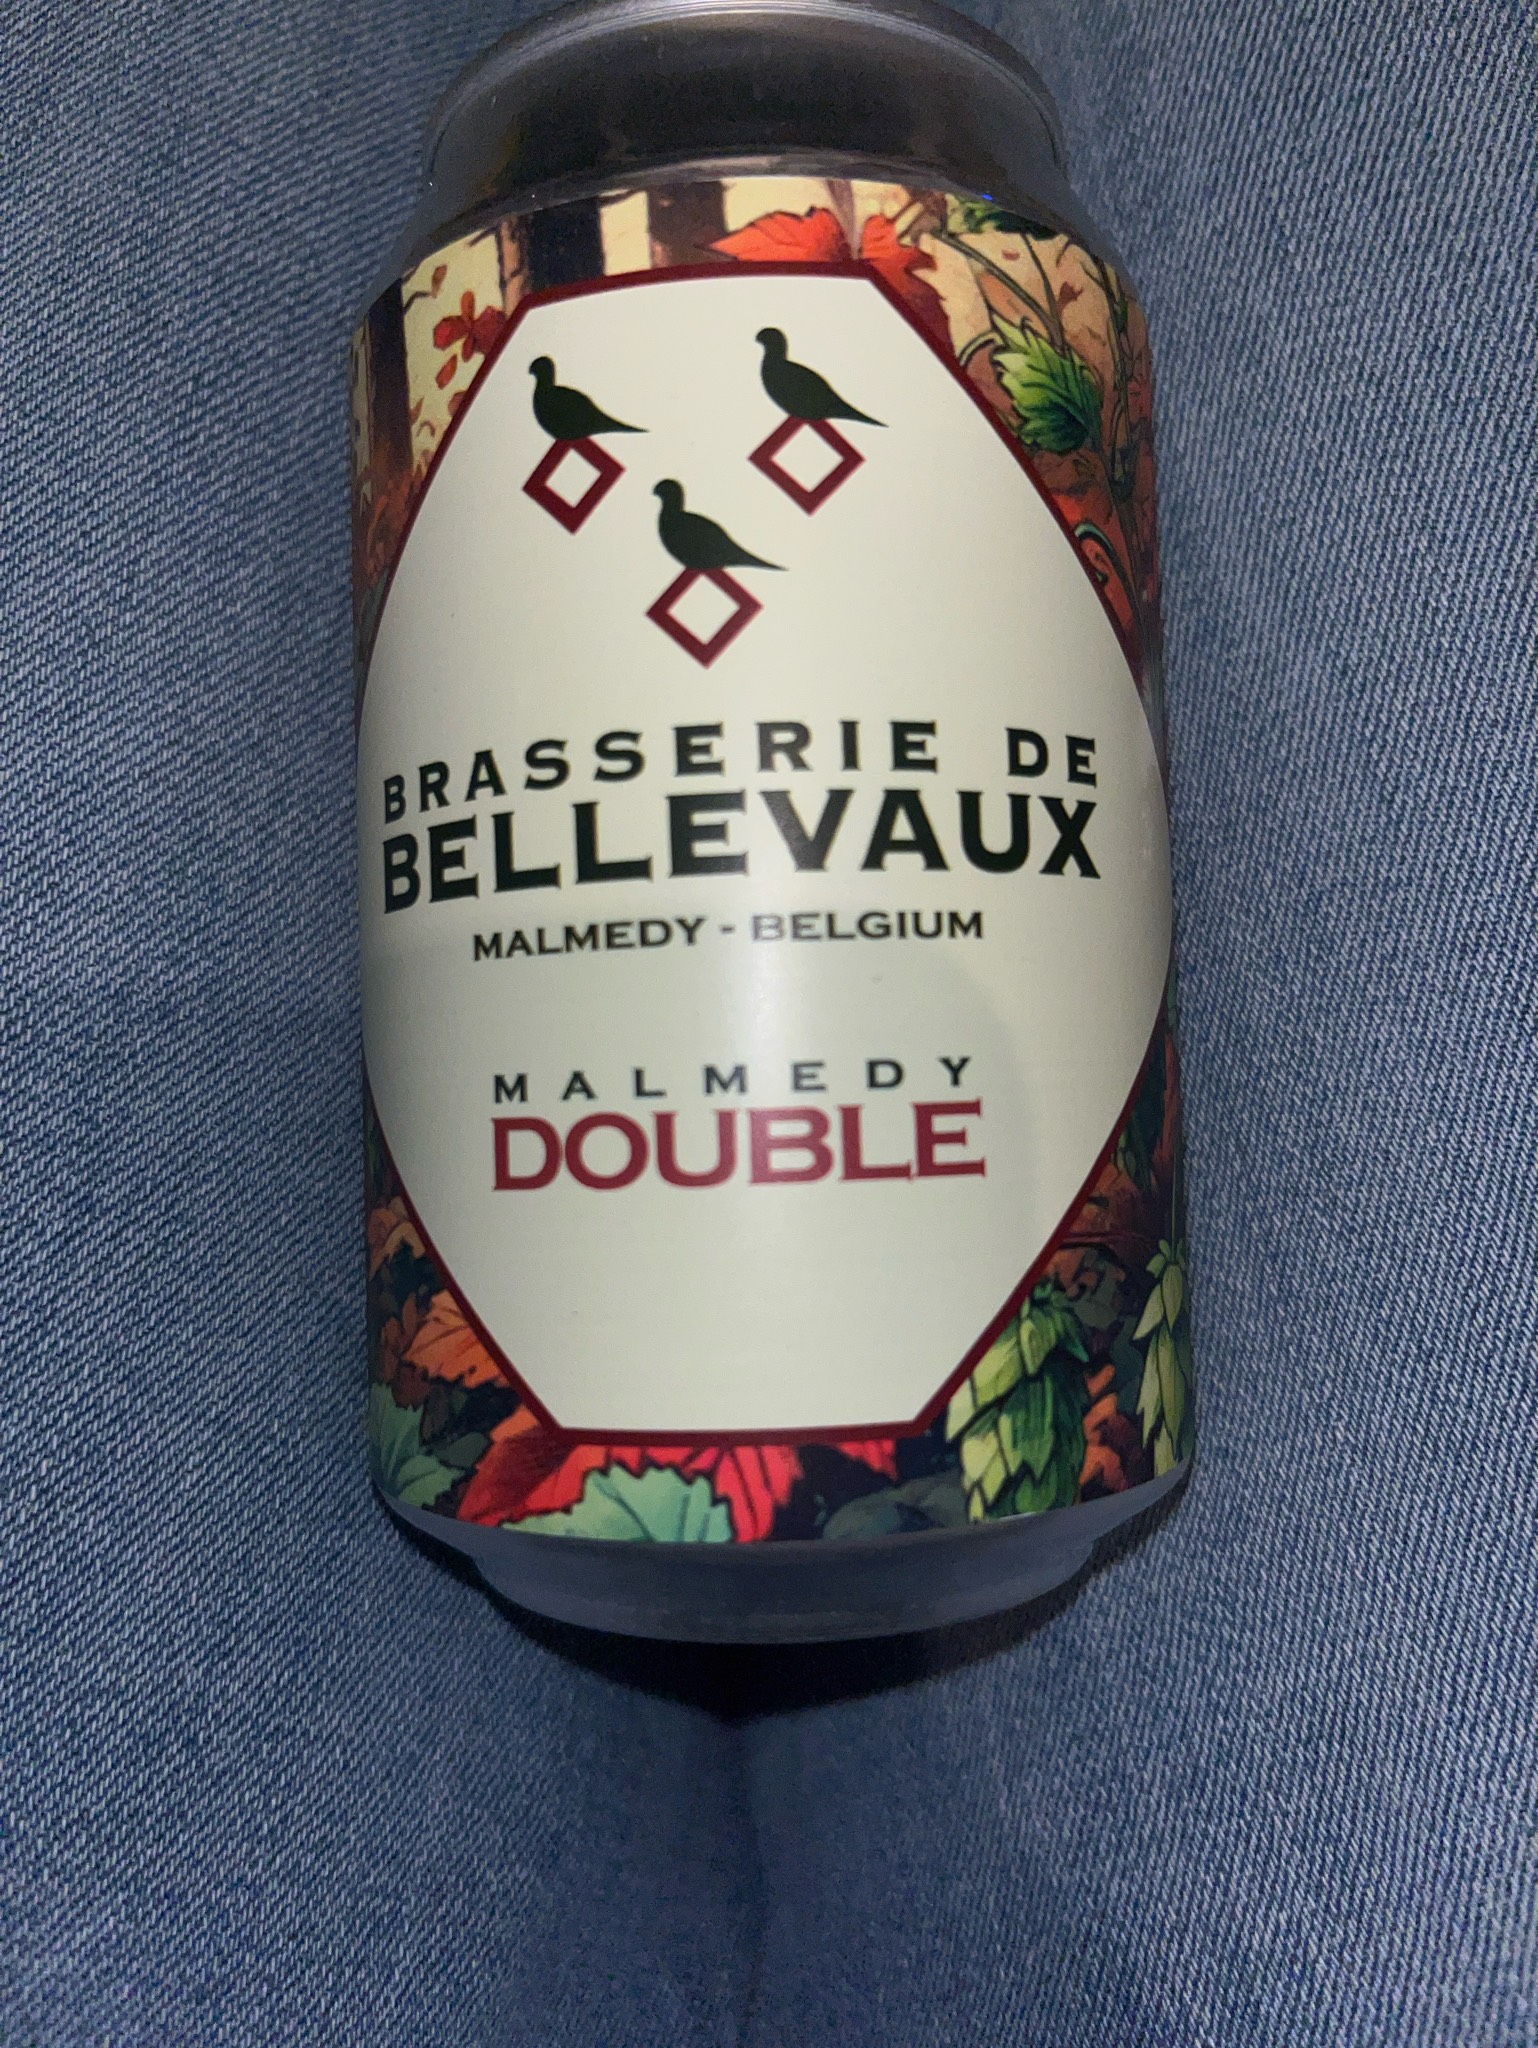 BRASSERIE DE
BELLEVAUX
MALMEDY - BELGIUM
MALMEDY
DOUBLE